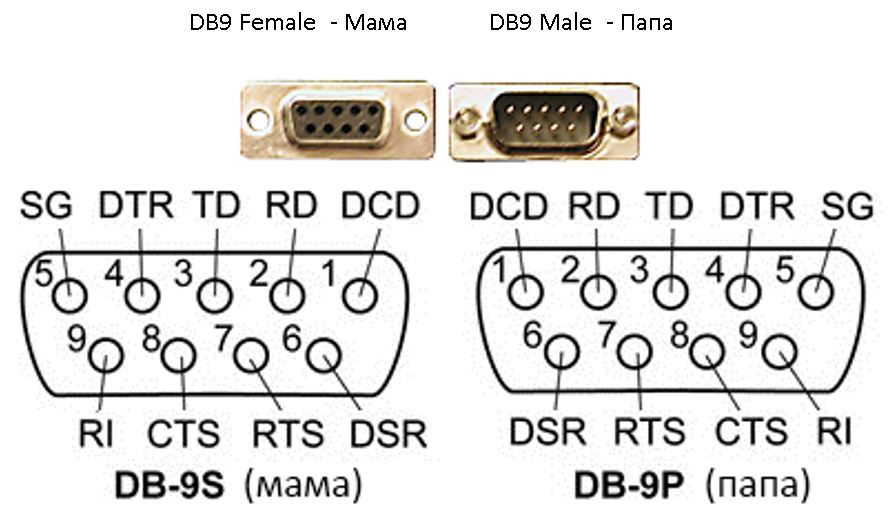 DB9 Female - Мама DB9 Male - Папа
SG DTR TD RD DCD DCD RD TD DTR SG
5 4 3 2 1 1 2 3 4 5
9 8 7 6 6 7 8 9
RI CTS RTS DSR DSR RTS CTS RI
DB-9S (мама) DB-9P (папа)